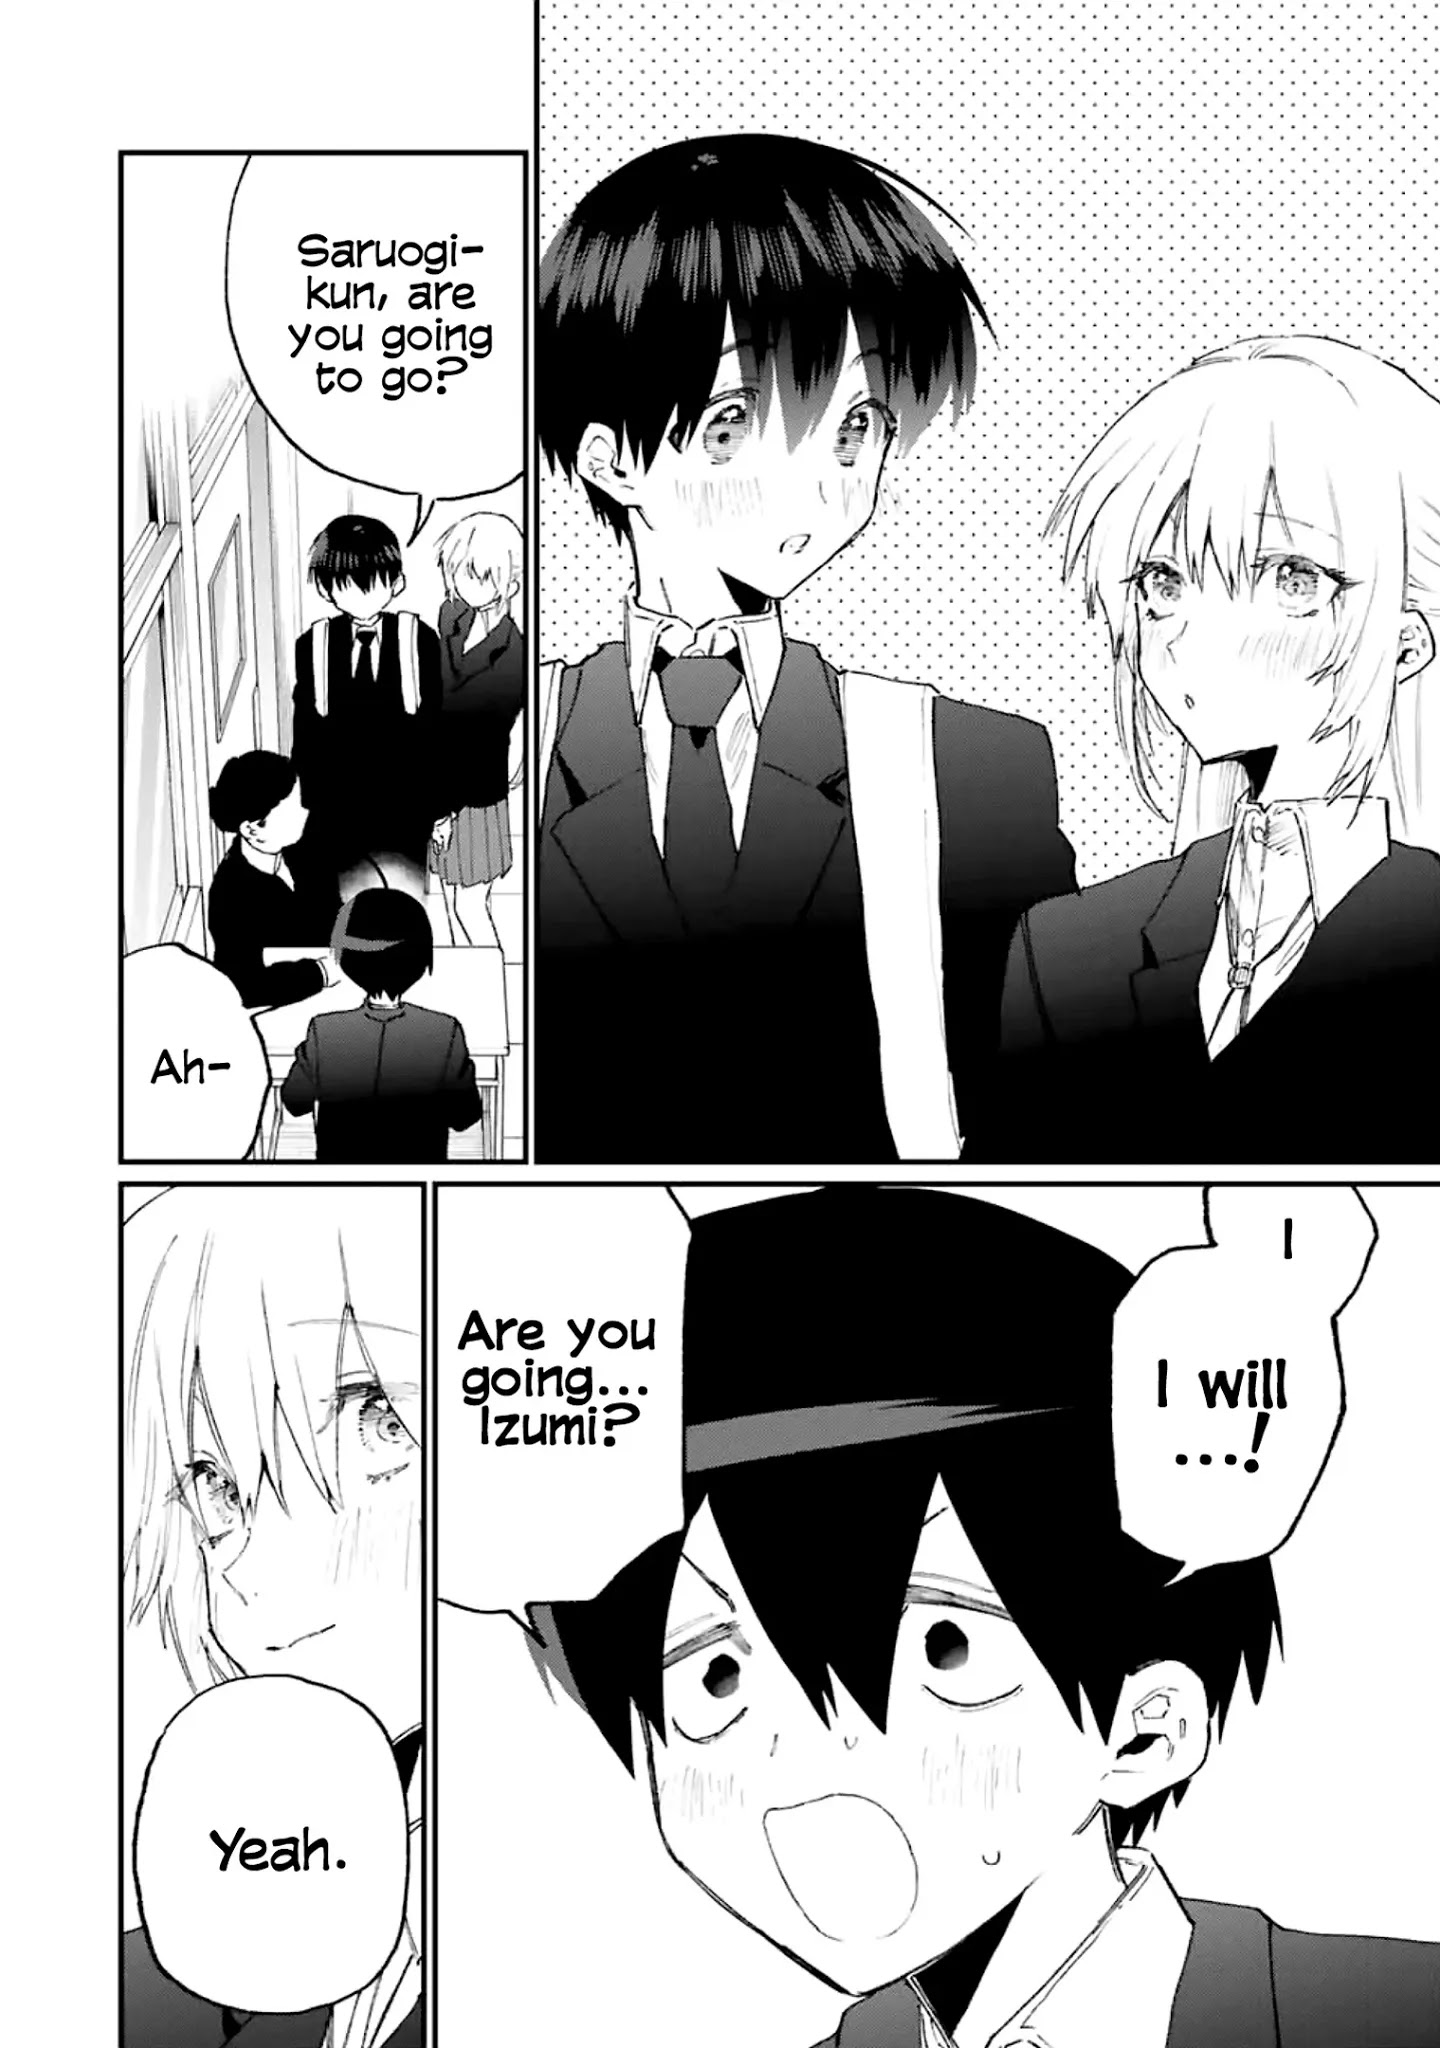 Saruogi-
kun, are
you going
to go?
Ah-
I
I will
...!
Are you
going...
Izumi?
Yeah.